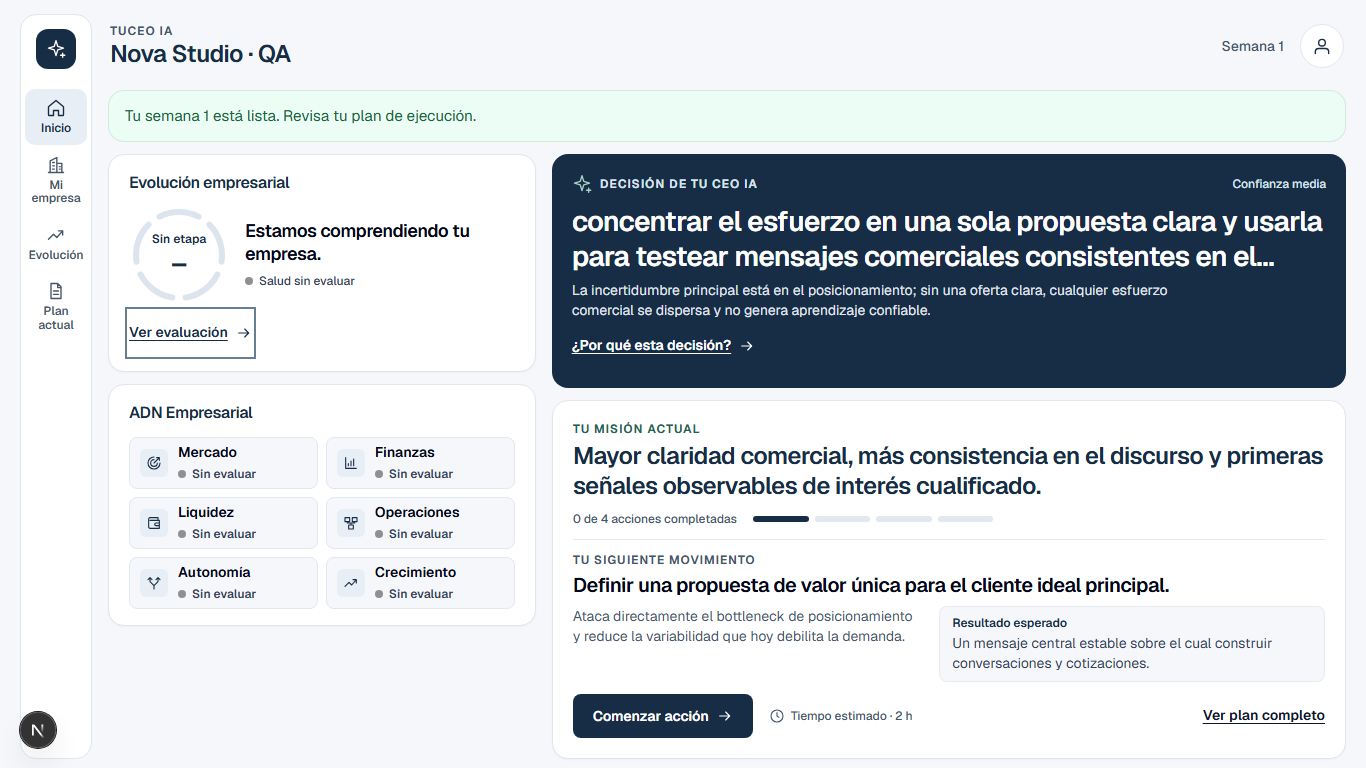 TUCEO IA
Nova Studio · QA
Semana 1
Inicio
Mi
empresa
Evolución
Plan
actual
N
Tu semana 1 está lista. Revisa tu plan de ejecución.
Evolución empresarial
Sin etapa
–
Estamos comprendiendo tu
empresa.
Salud sin evaluar
Ver evaluación →
ADN Empresarial
Mercado
Sin evaluar
Finanzas
Sin evaluar
Liquidez
Sin evaluar
Operaciones
Sin evaluar
Autonomía
Sin evaluar
Crecimiento
Sin evaluar
DECISIÓN DE TU CEO IA
Confianza media
concentrar el esfuerzo en una sola propuesta clara y usarla
para testear mensajes comerciales consistentes en el...
La incertidumbre principal está en el posicionamiento; sin una oferta clara, cualquier esfuerzo
comercial se dispersa y no genera aprendizaje confiable.
¿Por qué esta decisión? →
TU MISIÓN ACTUAL
Mayor claridad comercial, más consistencia en el discurso y primeras
señales observables de interés cualificado.
0 de 4 acciones completadas
TU SIGUIENTE MOVIMIENTO
Definir una propuesta de valor única para el cliente ideal principal.
Ataca directamente el bottleneck de posicionamiento
y reduce la variabilidad que hoy debilita la demanda.
Resultado esperado
Un mensaje central estable sobre el cual construir
conversaciones y cotizaciones.
Comenzar acción →
Tiempo estimado · 2 h
Ver plan completo